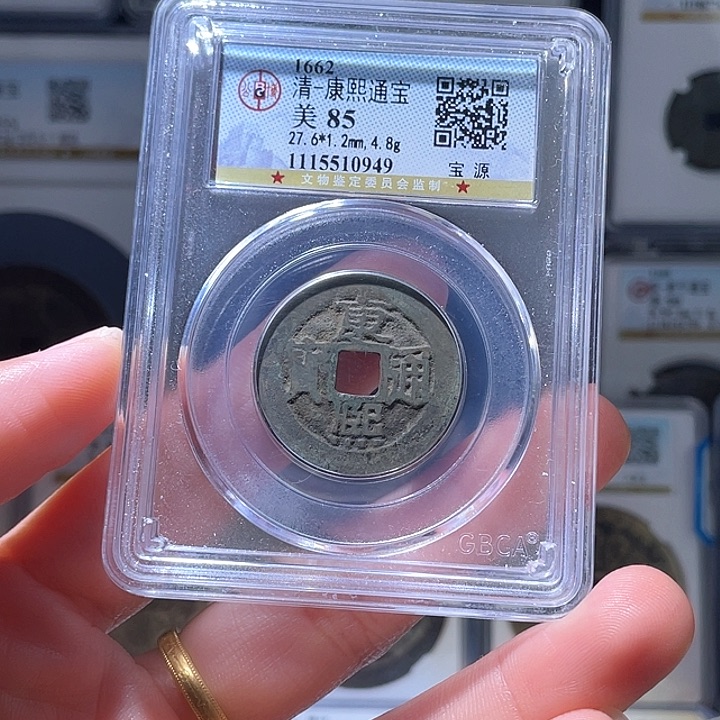 1662
清-康熙通宝
美 85
27.6*1.2mm,4.8g
1115510949
宝 源
★ 文物鉴定委员会监制 ★
康
通
熙
GBCA®